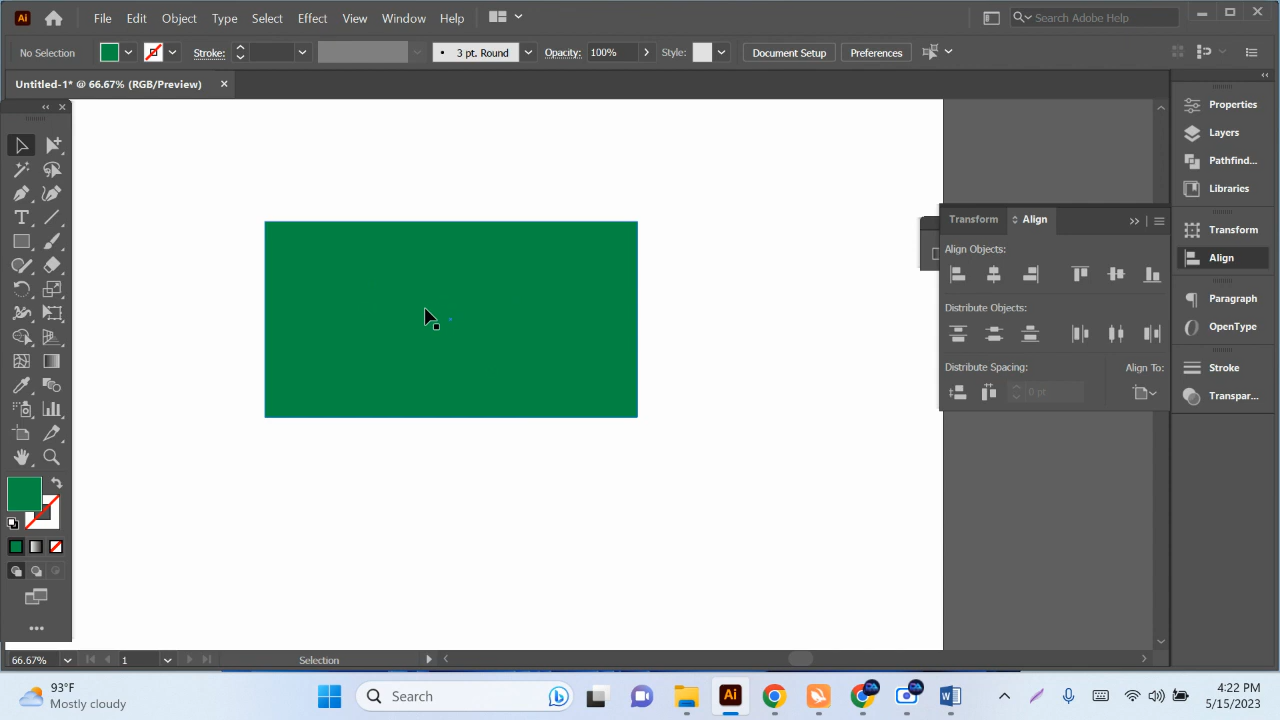 Ai File Edit Object Type Select Effect View Window Help Search Adobe Help
No Selection Stroke: 3 pt. Round Opacity: 100% Style: Document Setup Preferences
Untitled-1* @ 66.67% (RGB/Preview)
Properties
Layers
Pathfind...
Libraries
Transform
Align
Paragraph
OpenType
Stroke
Transpar...
Transform Align
Align Objects:
Distribute Objects:
Distribute Spacing: Align To:
0 pt
66.67% 1 Selection
93°F
Mostly cloudy
Search
Ai
4:22 PM
5/15/2023